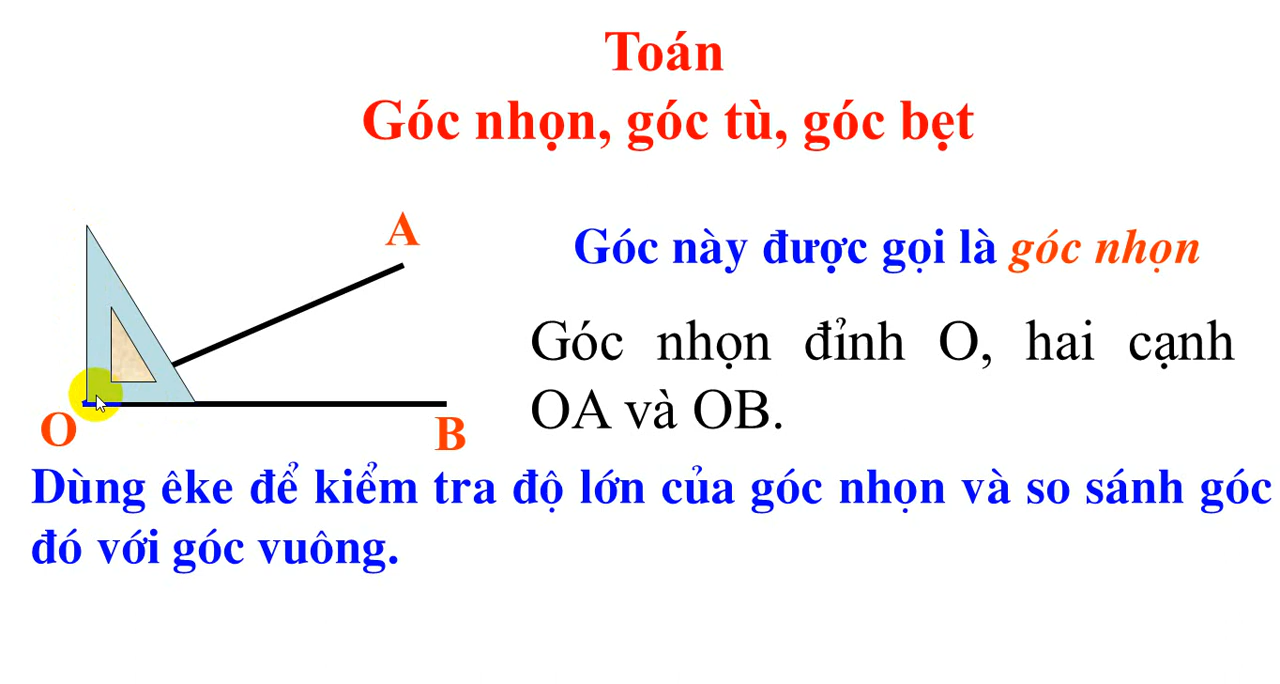 Toán
Góc nhọn, góc tù, góc bẹt
A
Góc này được gọi là góc nhọn
Góc nhọn đỉnh O, hai cạnh
OA và OB.
O
B
Dùng êke để kiểm tra độ lớn của góc nhọn và so sánh góc
đó với góc vuông.